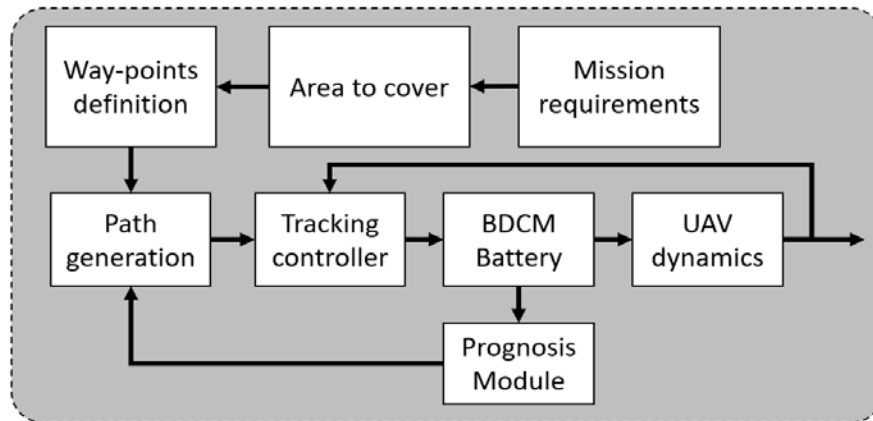 Way-points
definition
Area to cover
Mission
requirements
Path
generation
Tracking
controller
BDCM
Battery
UAV
dynamics
Prognosis
Module